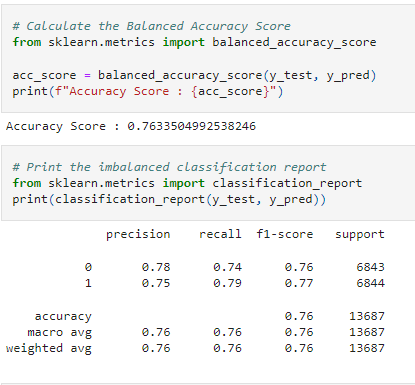 # Calculate the Balanced Accuracy Score
from sklearn.metrics import balanced_accuracy_score
acc_score = balanced_accuracy_score(y_test, y_pred)
print(f"Accuracy Score : {acc_score}")
Accuracy Score : 0.7633504992538246
# Print the imbalanced classification report
from sklearn.metrics import classification_report
print(classification_report(y_test, y_pred))
precision recall f1-score support
0 0.78 0.74 0.76 6843
1 0.75 0.79 0.77 6844
accuracy 0.76 13687
macro avg 0.76 0.76 0.76 13687
weighted avg 0.76 0.76 0.76 13687